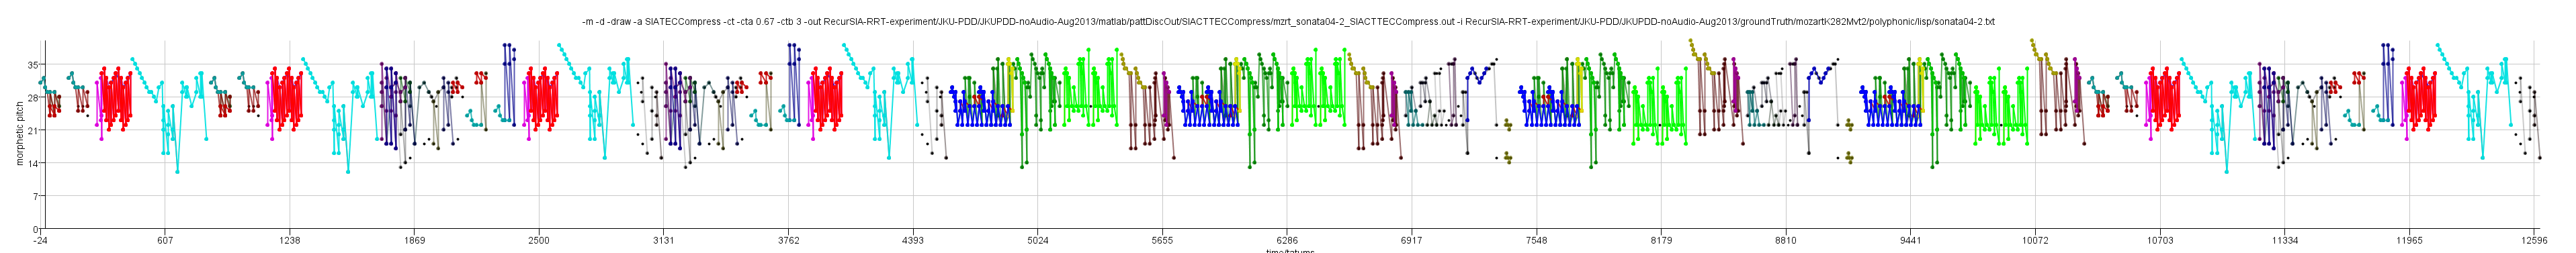 -m -d -draw -a SIATECCompress -ct -cta 0.67 -ctb 3 -out RecurSIA-RRT-experiment/JKU-PDD/JKUPDD-noAudio-Aug2013/matlab/pattDiscOut/SIACTTECCompress/mzrt_sonata04-2_SIACTTECCompress.out -i RecurSIA-RRT-experiment/JKU-PDD/JKUPDD-noAudio-Aug2013/groundTruth/mozartK282Mvt2/polyphonic/lisp/sonata04-2.txt
morphetic pitch
35
28
21
14
7
0
-24 607 1238 1869 2500 3131 3762 4393 5024 5655 6286 6917 7548 8179 8810 9441 10072 10703 11334 11965 12596
time/tatums